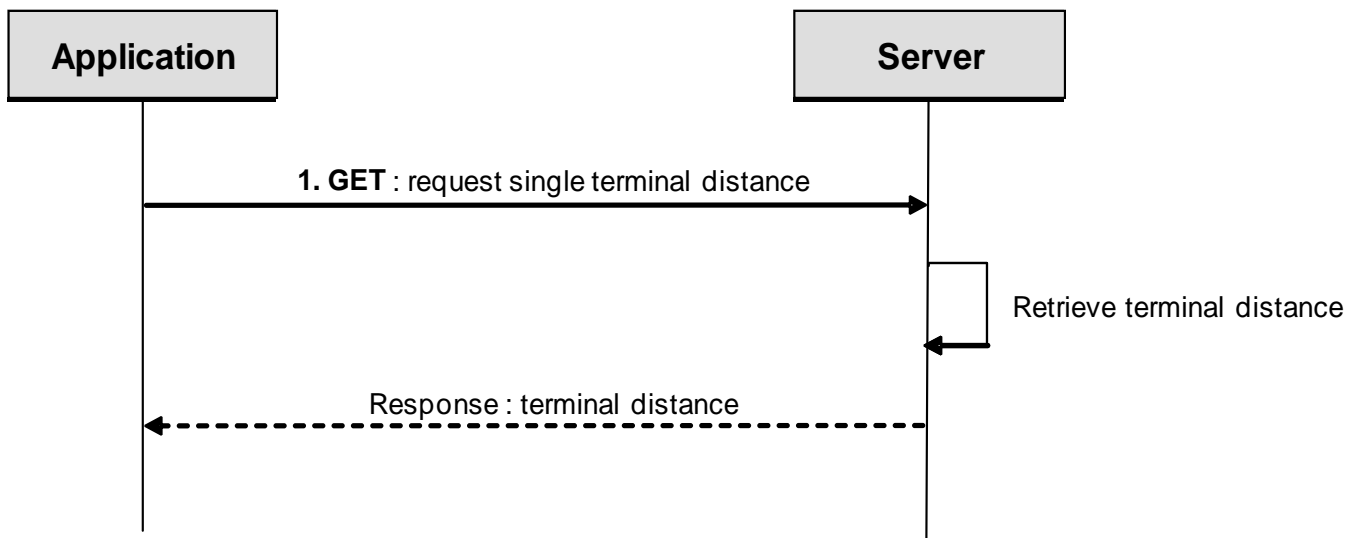 Application
Server
1. GET : request single terminal distance
Retrieve terminal distance
Response : terminal distance